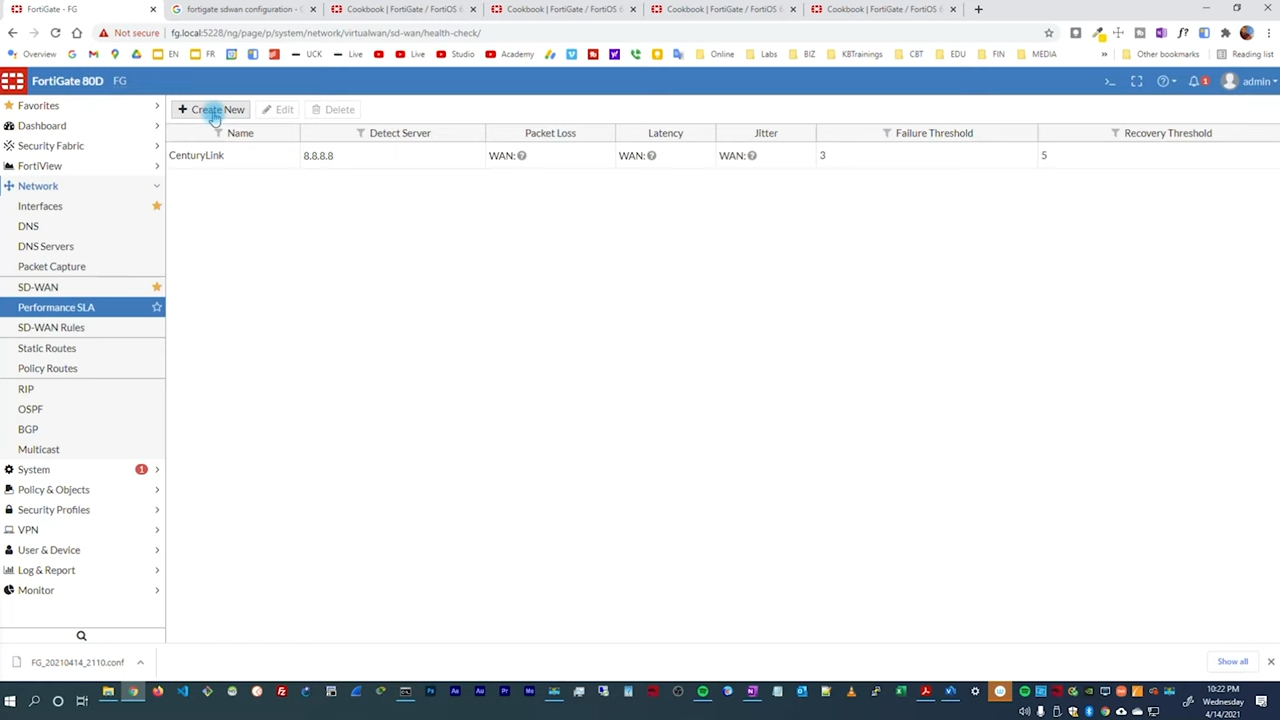 FortiGate - FG
fortigate sdwan configuration - G
Cookbook | FortiGate / FortiOS 6
Cookbook | FortiGate / FortiOS 6
Cookbook | FortiGate / FortiOS 6
Cookbook | FortiGate / FortiOS 6
Not secure
fg.local:5228/ng/page/p/system/network/virtualwan/sd-wan/health-check/
Overview
EN
FR
UCK
Live
Live
Studio
Academy
Online
Labs
BIZ
KBTrainings
CBT
EDU
FIN
MEDIA
Other bookmarks
Reading list
FortiGate 80D FG
1
admin
Favorites
Dashboard
Security Fabric
FortiView
Network
Interfaces
DNS
DNS Servers
Packet Capture
SD-WAN
Performance SLA
SD-WAN Rules
Static Routes
Policy Routes
RIP
OSPF
BGP
Multicast
System 1
Policy & Objects
Security Profiles
VPN
User & Device
Log & Report
Monitor
+ Create New Edit Delete
Name Detect Server Packet Loss Latency Jitter Failure Threshold Recovery Threshold
CenturyLink 8.8.8.8 WAN: WAN: WAN: 3 5
FG_20210414_2110.conf
Show all
10:22 PM
Wednesday
4/14/2021